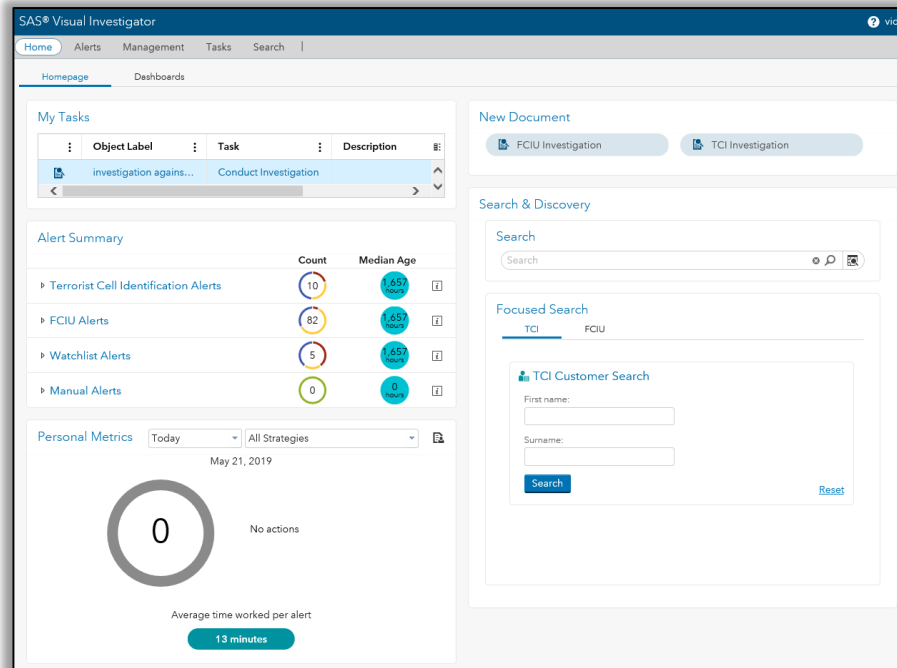 SAS® Visual Investigator
Home Alerts Management Tasks Search
Homepage Dashboards
My Tasks
Object Label Task Description
investigation agains... Conduct Investigation
Alert Summary
Count Median Age
Terrorist Cell Identification Alerts 10 1,657 hours
FCIU Alerts 82 1,657 hours
Watchlist Alerts 5 1,657 hours
Manual Alerts 0 0 hours
Personal Metrics Today All Strategies
May 21, 2019
0 No actions
Average time worked per alert
13 minutes
New Document
FCIU Investigation TCI Investigation
Search & Discovery
Search
Search
Focused Search
TCI FCIU
TCI Customer Search
First name:
Surname:
Search
Reset